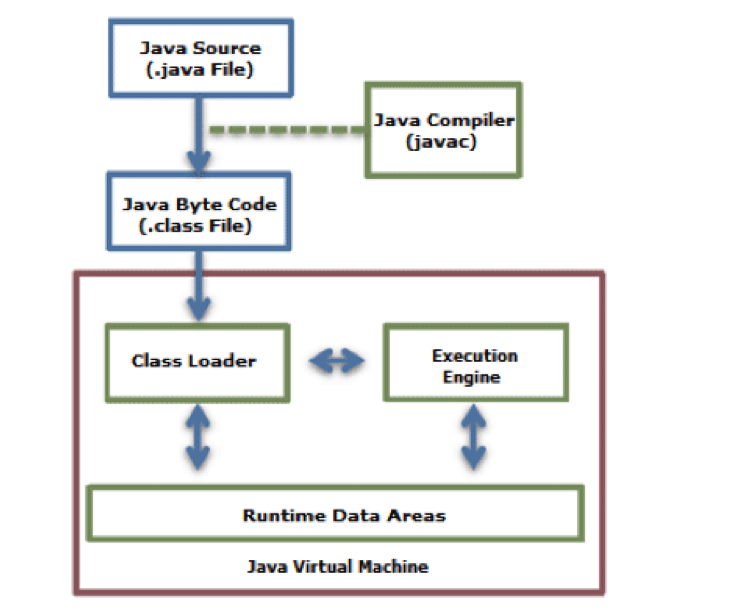 Java Source
(.java File)
Java Compiler
(javac)
Java Byte Code
(.class File)
Class Loader
Execution
Engine
Runtime Data Areas
Java Virtual Machine